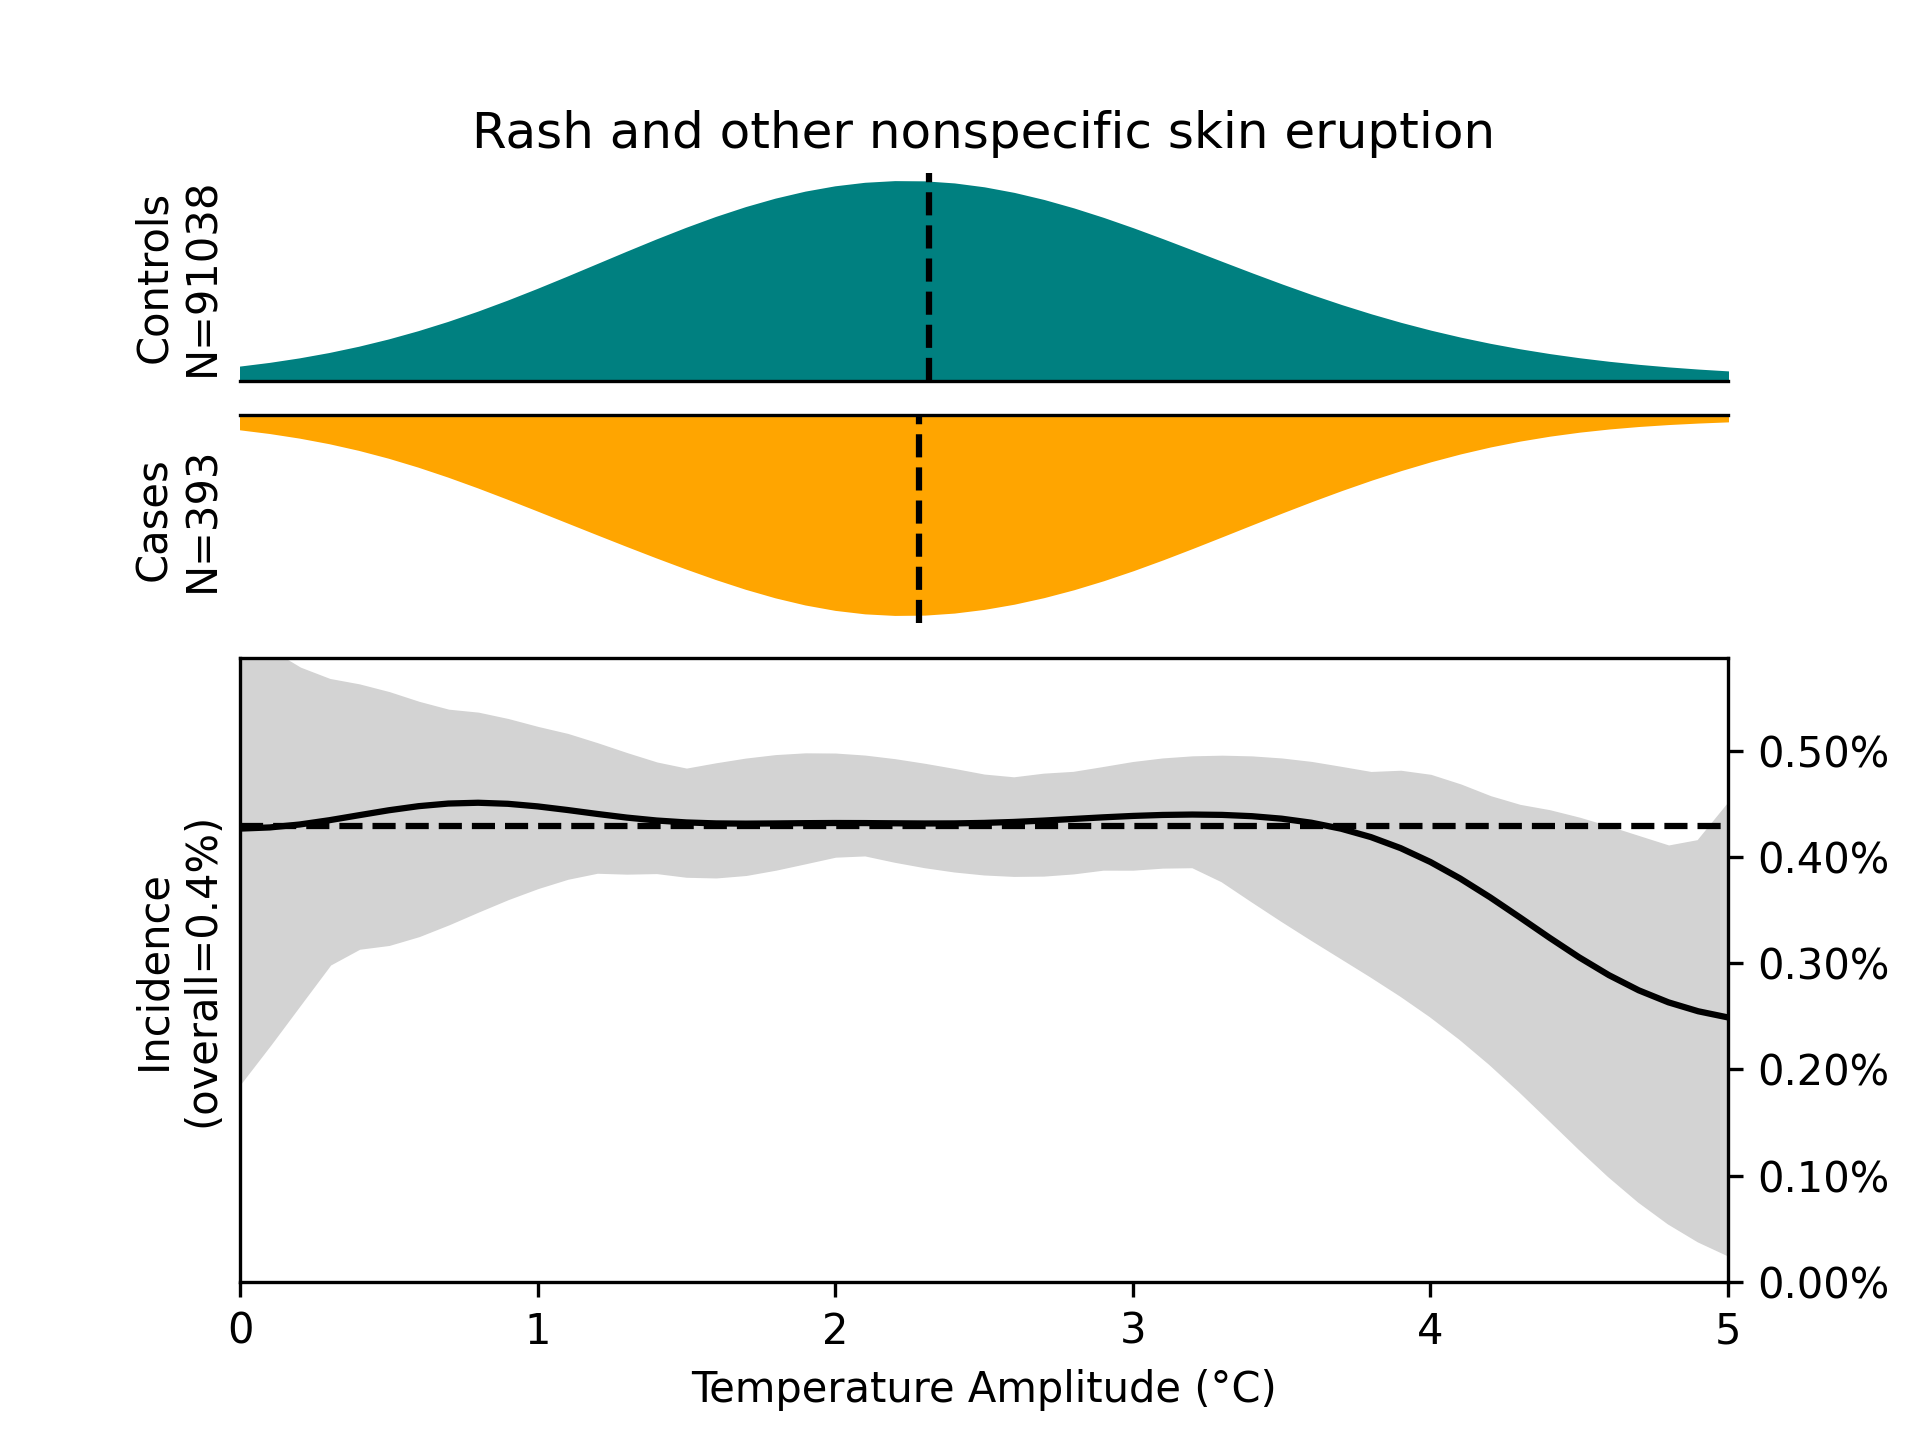 Rash and other nonspecific skin eruption
Controls
N=91038
Cases
N=393
Incidence
(overall=0.4%)
0.50%
0.40%
0.30%
0.20%
0.10%
0.00%
0 1 2 3 4 5
Temperature Amplitude (°C)